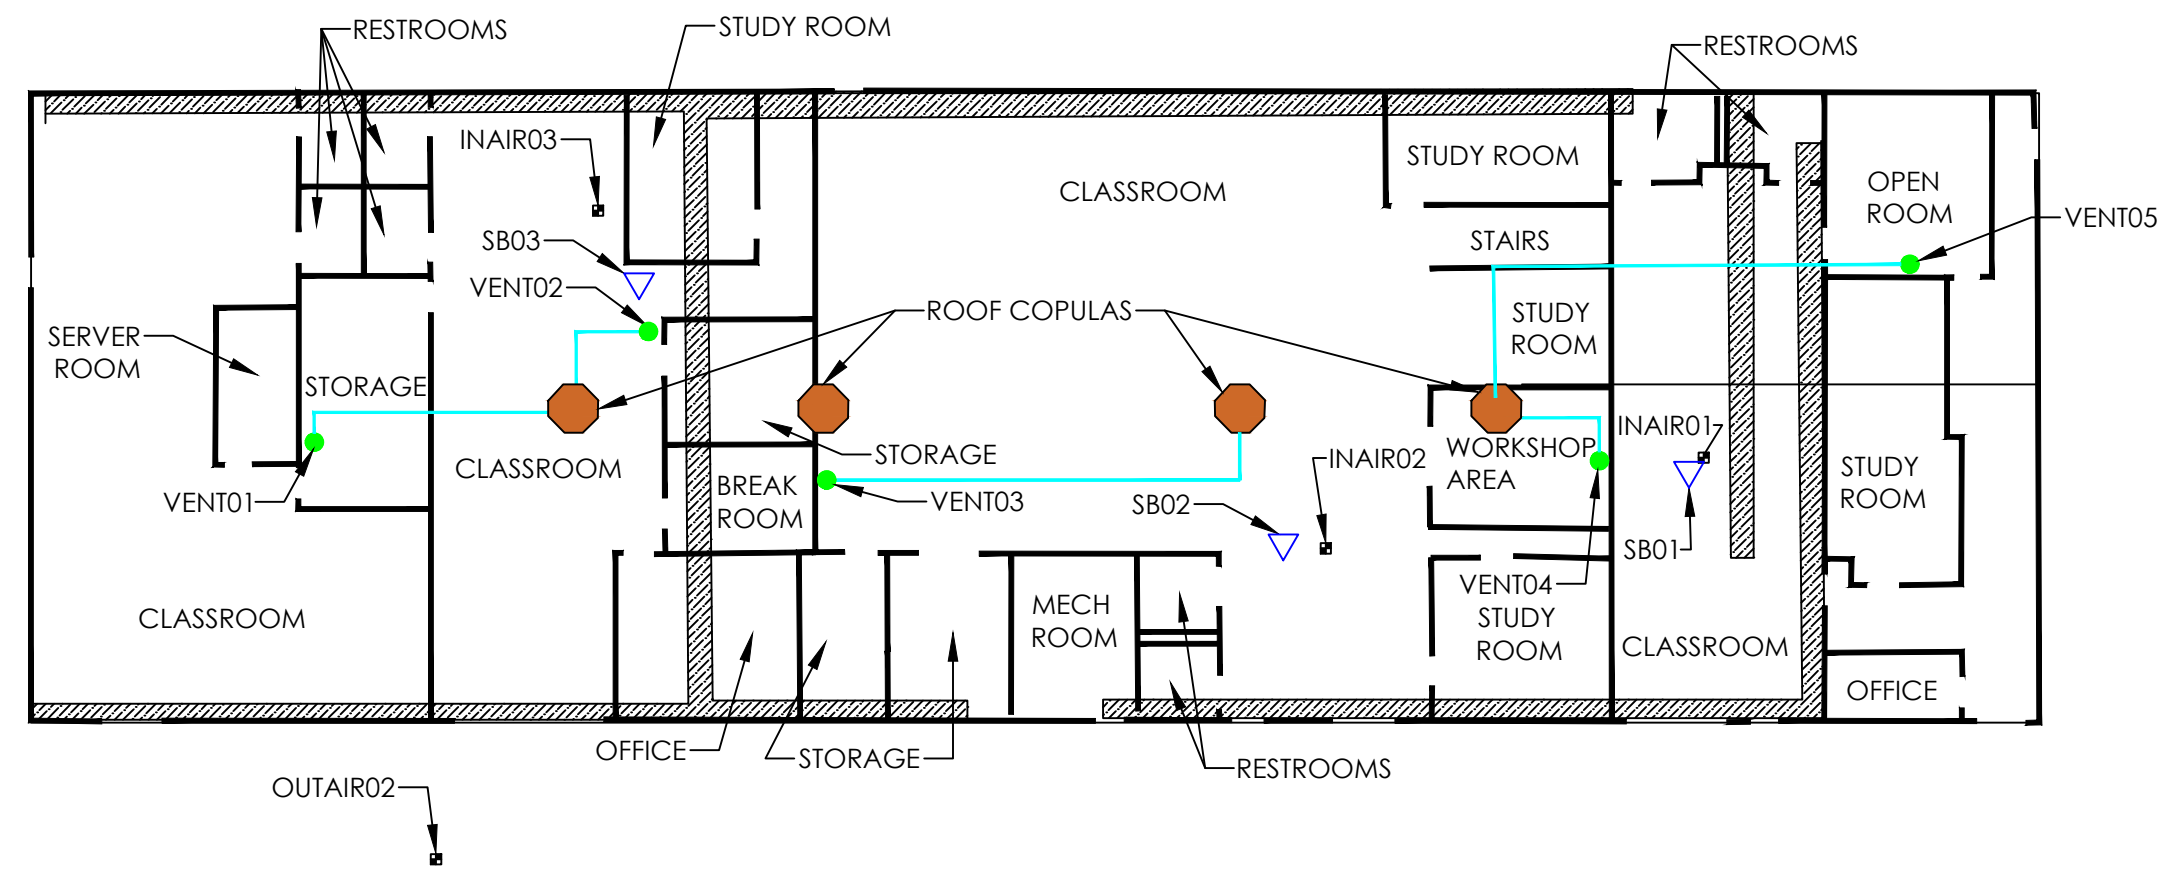 RESTROOMS
STUDY ROOM
RESTROOMS
INAIR03
STUDY ROOM
CLASSROOM
OPEN
ROOM
VENT05
SB03
STAIRS
VENT02
ROOF COPULAS
STUDY
ROOM
SERVER
ROOM
STORAGE
INAIR01
CLASSROOM
STORAGE
INAIR02
WORKSHOP
AREA
STUDY
ROOM
VENT01
BREAK
ROOM
VENT03
SB02
SB01
VENT04
CLASSROOM
MECH
ROOM
STUDY
ROOM
CLASSROOM
OFFICE
OFFICE
STORAGE
RESTROOMS
OUTAIR02